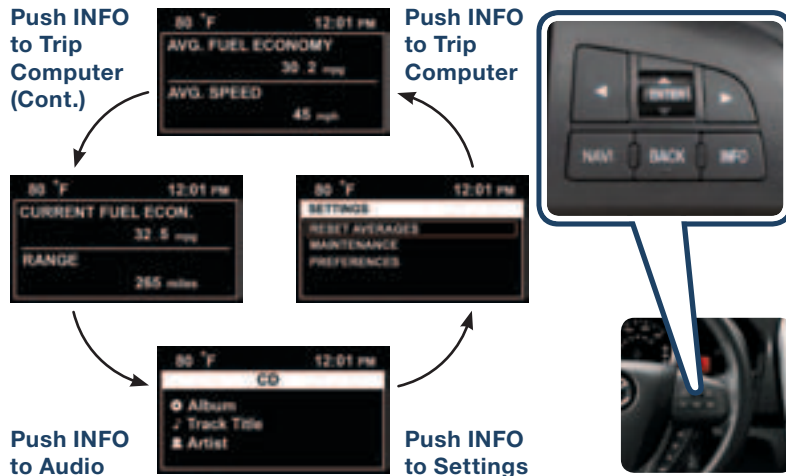 Push INFO
to Trip
Computer
(Cont.)
80 °F 12:01 PM
AVG. FUEL ECONOMY
30.2 mpg
AVG. SPEED
45 mph
Push INFO
to Trip
Computer
ENTER
NAVI BACK INFO
80 °F 12:01 PM
CURRENT FUEL ECON.
32.5 mpg
RANGE
265 miles
80 °F 12:01 PM
SETTINGS
RESET AVERAGES
MAINTENANCE
PREFERENCES
80 °F 12:01 PM
CD
Album
Track Title
Artist
Push INFO
to Audio
Push INFO
to Settings